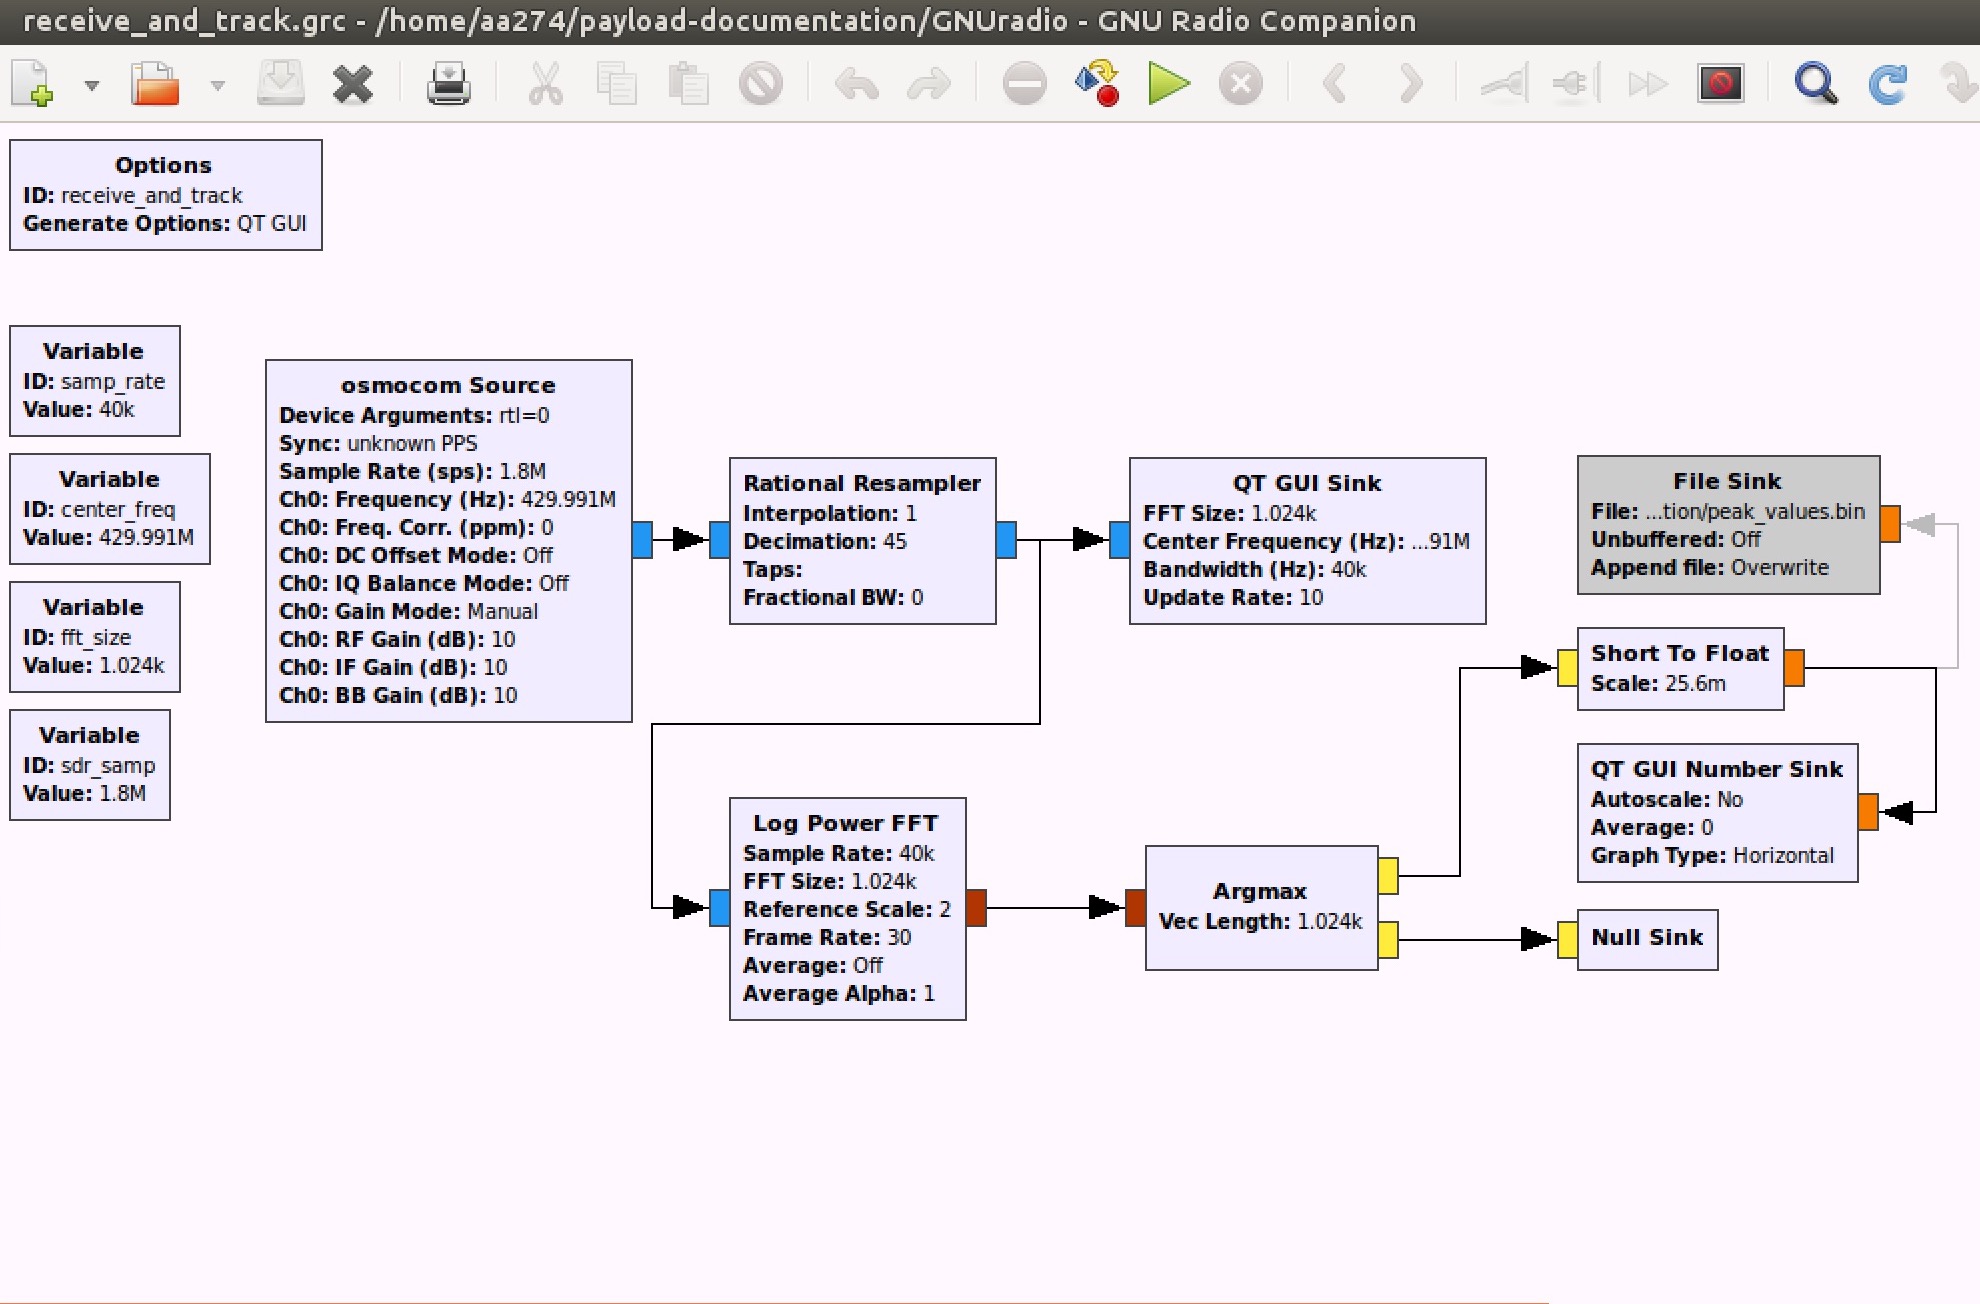 receive_and_track.grc - /home/aa274/payload-documentation/GNUradio - GNU Radio Companion
Options
ID: receive_and_track
Generate Options: QT GUI
Variable
ID: samp_rate
Value: 40k
Variable
ID: center_freq
Value: 429.991M
Variable
ID: fft_size
Value: 1.024k
Variable
ID: sdr_samp
Value: 1.8M
osmocom Source
Device Arguments: rtl=0
Sync: unknown PPS
Sample Rate (sps): 1.8M
Ch0: Frequency (Hz): 429.991M
Ch0: Freq. Corr. (ppm): 0
Ch0: DC Offset Mode: Off
Ch0: IQ Balance Mode: Off
Ch0: Gain Mode: Manual
Ch0: RF Gain (dB): 10
Ch0: IF Gain (dB): 10
Ch0: BB Gain (dB): 10
Rational Resampler
Interpolation: 1
Decimation: 45
Taps:
Fractional BW: 0
QT GUI Sink
FFT Size: 1.024k
Center Frequency (Hz): ...91M
Bandwidth (Hz): 40k
Update Rate: 10
File Sink
File: ...tion/peak_values.bin
Unbuffered: Off
Append file: Overwrite
Short To Float
Scale: 25.6m
QT GUI Number Sink
Autoscale: No
Average: 0
Graph Type: Horizontal
Log Power FFT
Sample Rate: 40k
FFT Size: 1.024k
Reference Scale: 2
Frame Rate: 30
Average: Off
Average Alpha: 1
Argmax
Vec Length: 1.024k
Null Sink